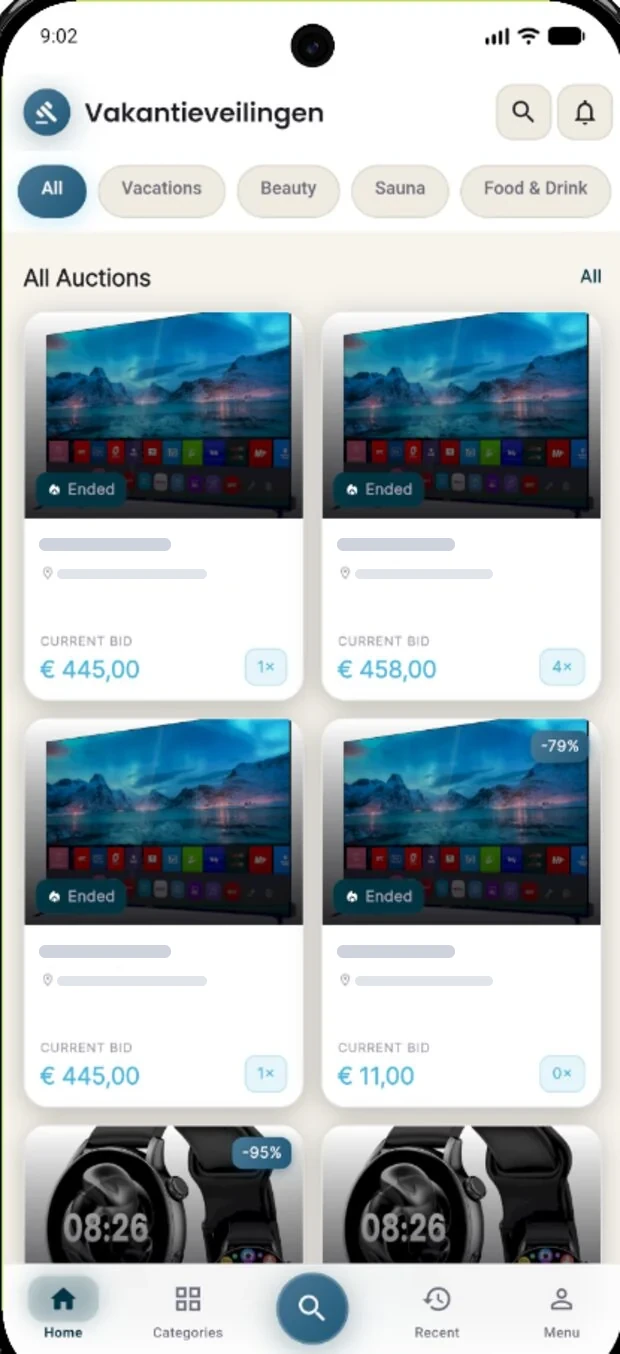 9:02
Vakantieveilingen
All
Vacations
Beauty
Sauna
Food & Drink
All Auctions
All
Ended
Ended
CURRENT BID
€ 445,00
1×
CURRENT BID
€ 458,00
4×
-79%
Ended
Ended
CURRENT BID
€ 445,00
1×
CURRENT BID
€ 11,00
0×
-95%
08:26
08:26
Home
Categories
Recent
Menu